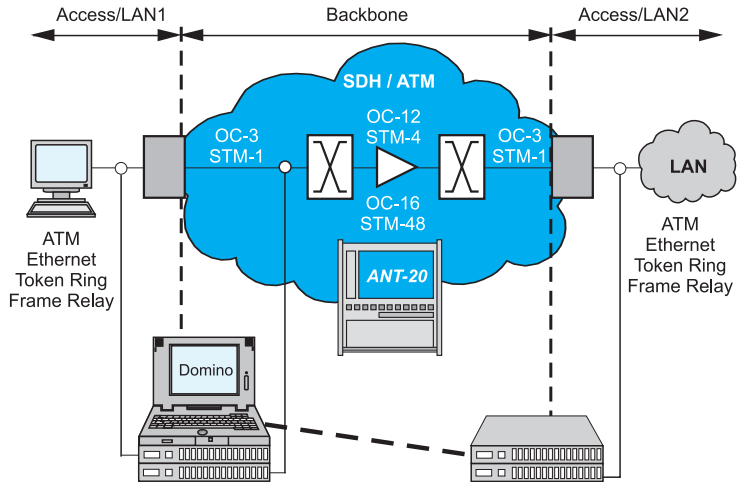 Access/LAN1
Backbone
Access/LAN2
SDH / ATM
OC-12
STM-4
OC-3
STM-1
OC-3
STM-1
OC-16
STM-48
LAN
ATM
Ethernet
Token Ring
Frame Relay
ANT-20
ATM
Ethernet
Token Ring
Frame Relay
Domino